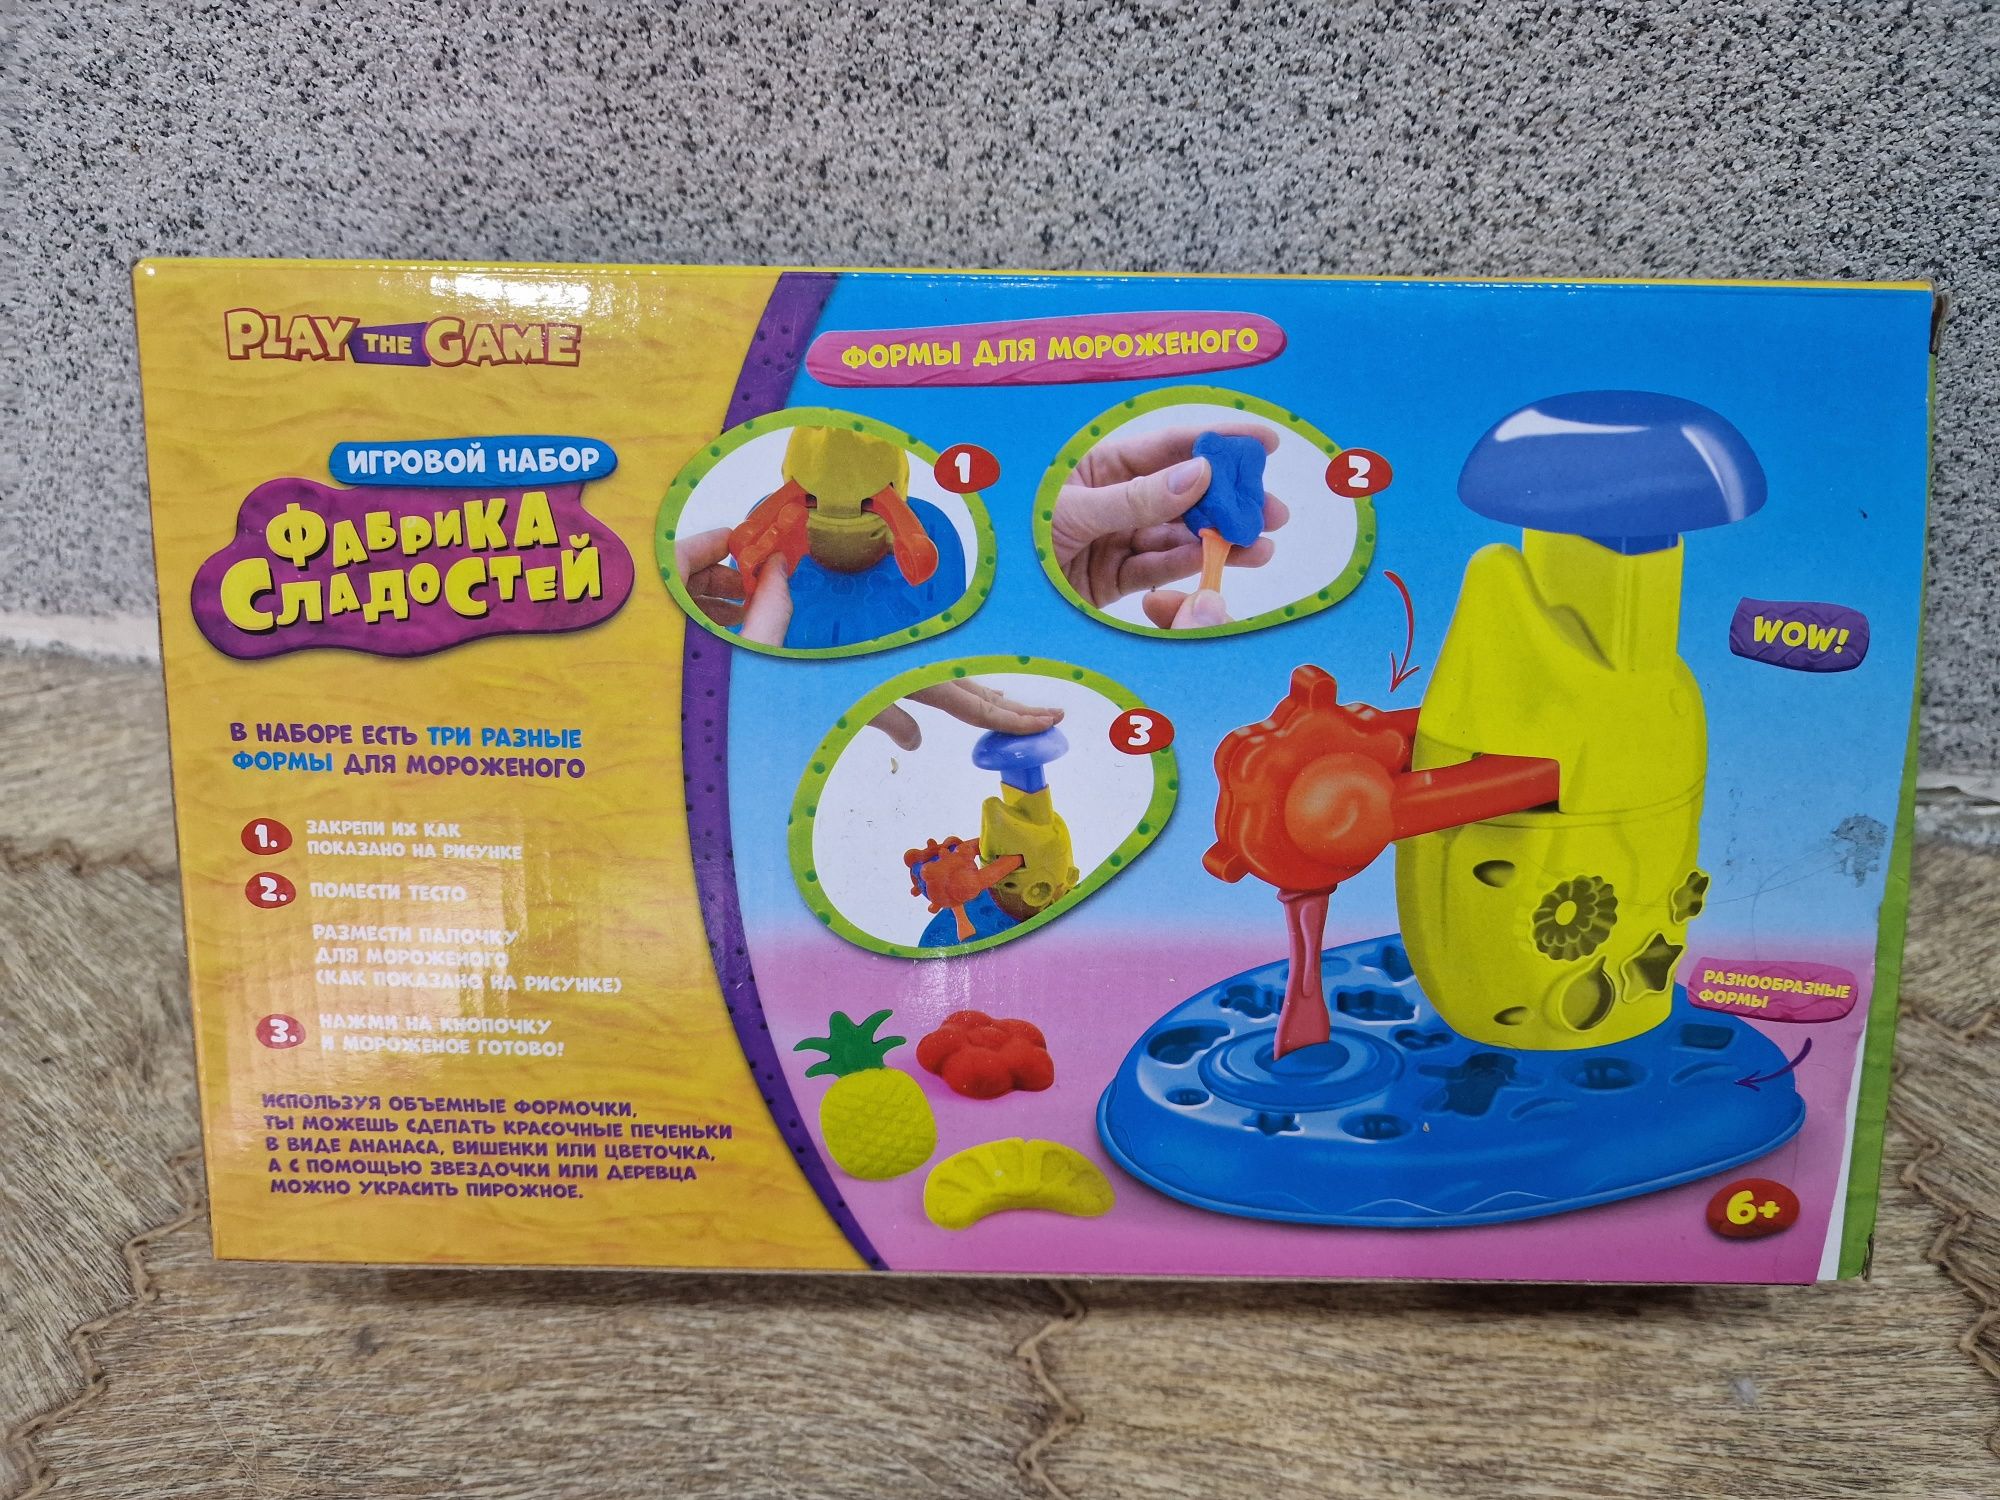 PLAY THE GAME
ИГРОВОЙ НАБОР
ФАБРИКА
СЛАДОСТЕЙ
В НАБОРЕ ЕСТЬ ТРИ РАЗНЫЕ
ФОРМЫ ДЛЯ МОРОЖЕНОГО
1. ЗАКРЕПИ ИХ КАК
ПОКАЗАНО НА РИСУНКЕ
2. ПОМЕСТИ ТЕСТО
РАЗМЕСТИ ПАЛОЧКУ
ДЛЯ МОРОЖЕНОГО
(КАК ПОКАЗАНО НА РИСУНКЕ)
3. НАЖМИ НА КНОПОЧКУ
И МОРОЖЕНОЕ ГОТОВО!
ИСПОЛЬЗУЯ ОБЪЕМНЫЕ ФОРМОЧКИ,
ТЫ МОЖЕШЬ СДЕЛАТЬ КРАСОЧНЫЕ ПЕЧЕНЬКИ
В ВИДЕ АНАНАСА, ВИШЕНКИ ИЛИ ЦВЕТОЧКА,
А С ПОМОЩЬЮ ЗВЕЗДОЧКИ ИЛИ ДЕРЕВЦА
МОЖНО УКРАСИТЬ ПИРОЖНОЕ.
ФОРМЫ ДЛЯ МОРОЖЕНОГО
1
2
3
WOW!
РАЗНООБРАЗНЫЕ
ФОРМЫ
6+